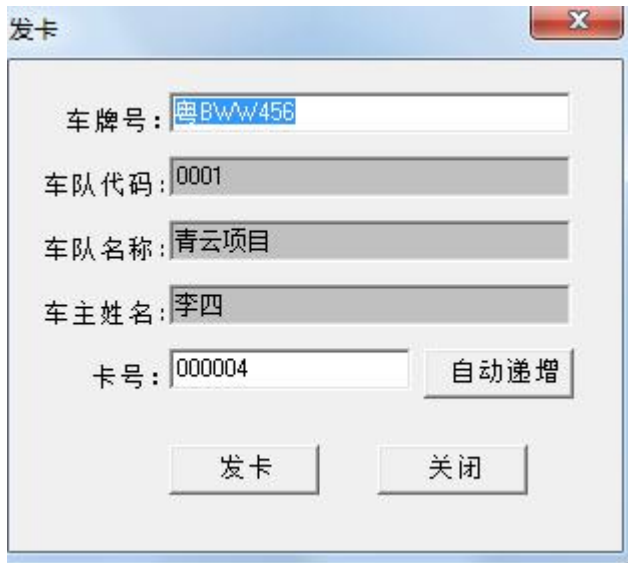 发卡
车牌号: 粤BWW456
车队代码: 0001
车队名称: 青云项目
车主姓名: 李四
卡号: 000004 自动递增
发卡 关闭